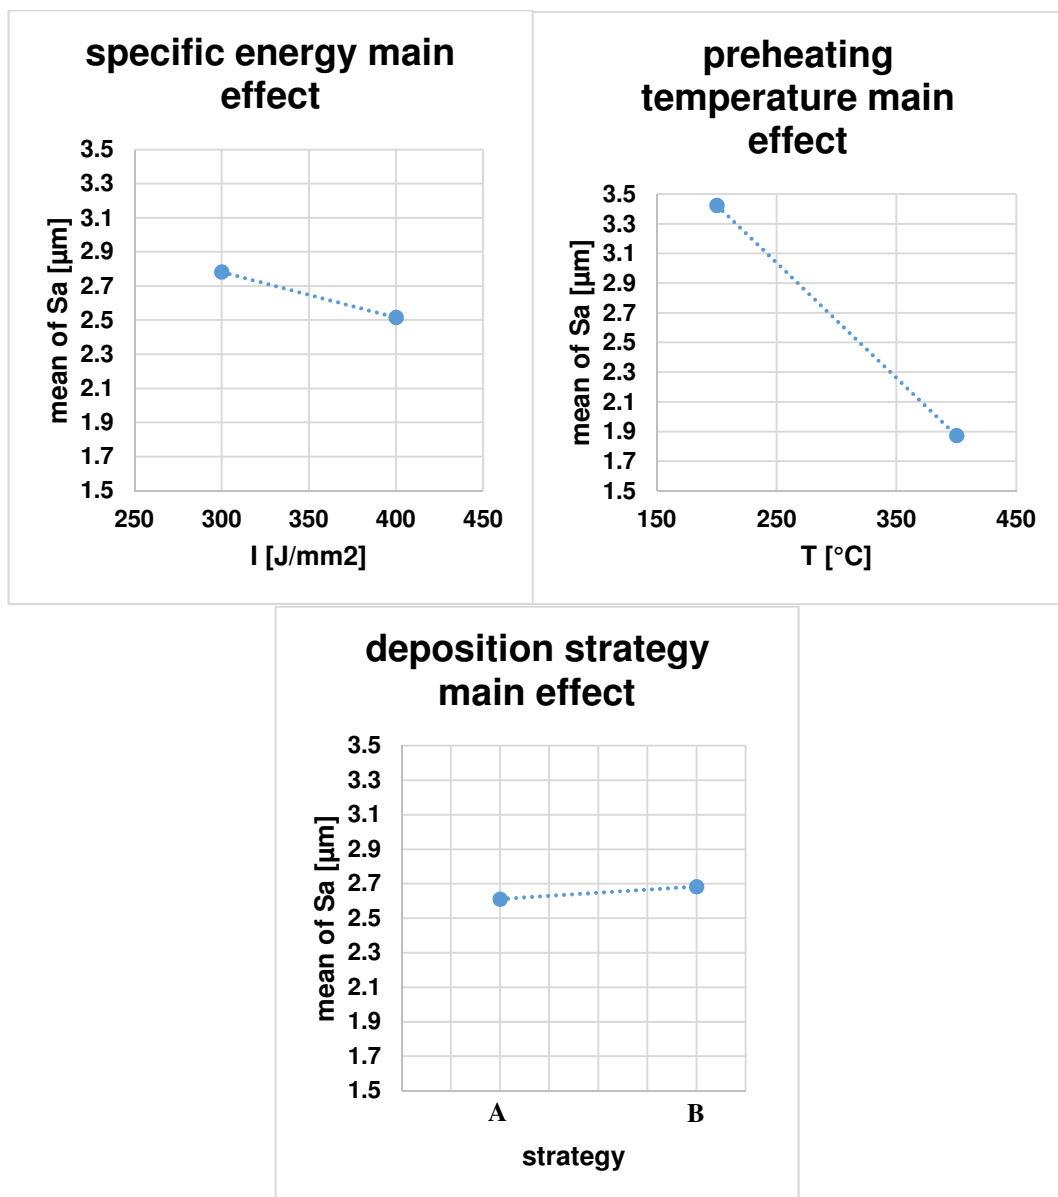 specific energy main
effect
3.5
3.3
3.1
2.9
2.7
2.5
2.3
2.1
1.9
1.7
1.5
mean of Sa [µm]
250 300 350 400 450
I [J/mm2]
preheating
temperature main
effect
3.5
3.3
3.1
2.9
2.7
2.5
2.3
2.1
1.9
1.7
1.5
mean of Sa [µm]
150 250 350 450
T [°C]
deposition strategy
main effect
3.5
3.3
3.1
2.9
2.7
2.5
2.3
2.1
1.9
1.7
1.5
mean of Sa [µm]
A B
strategy